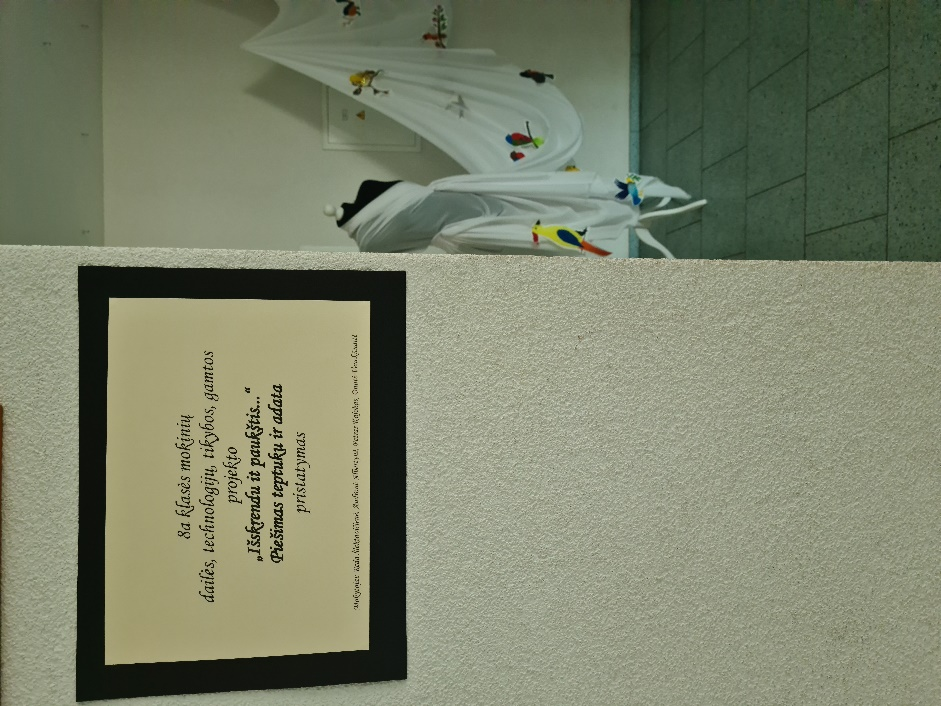 8a klasės mokinių
dailės, technologijų, tikybos, gamtos
projekto
„Išskrendu it paukštis...“
Piešimas teptuku ir adata
pristatymas